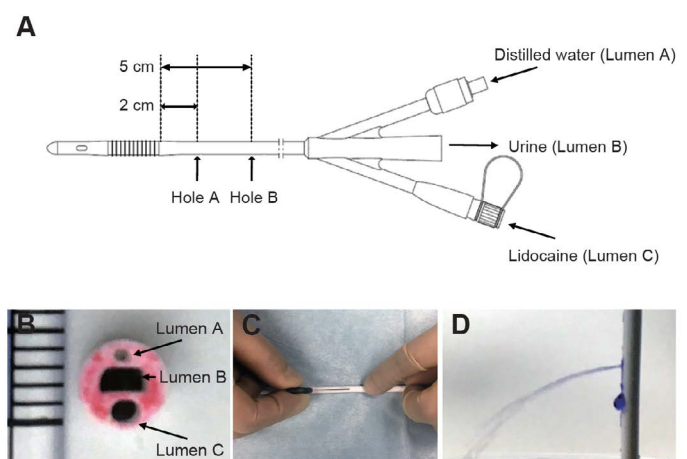 A
5 cm
2 cm
Distilled water (Lumen A)
Urine (Lumen B)
Hole A Hole B
Lidocaine (Lumen C)
B
Lumen A
Lumen B
Lumen C
C
D